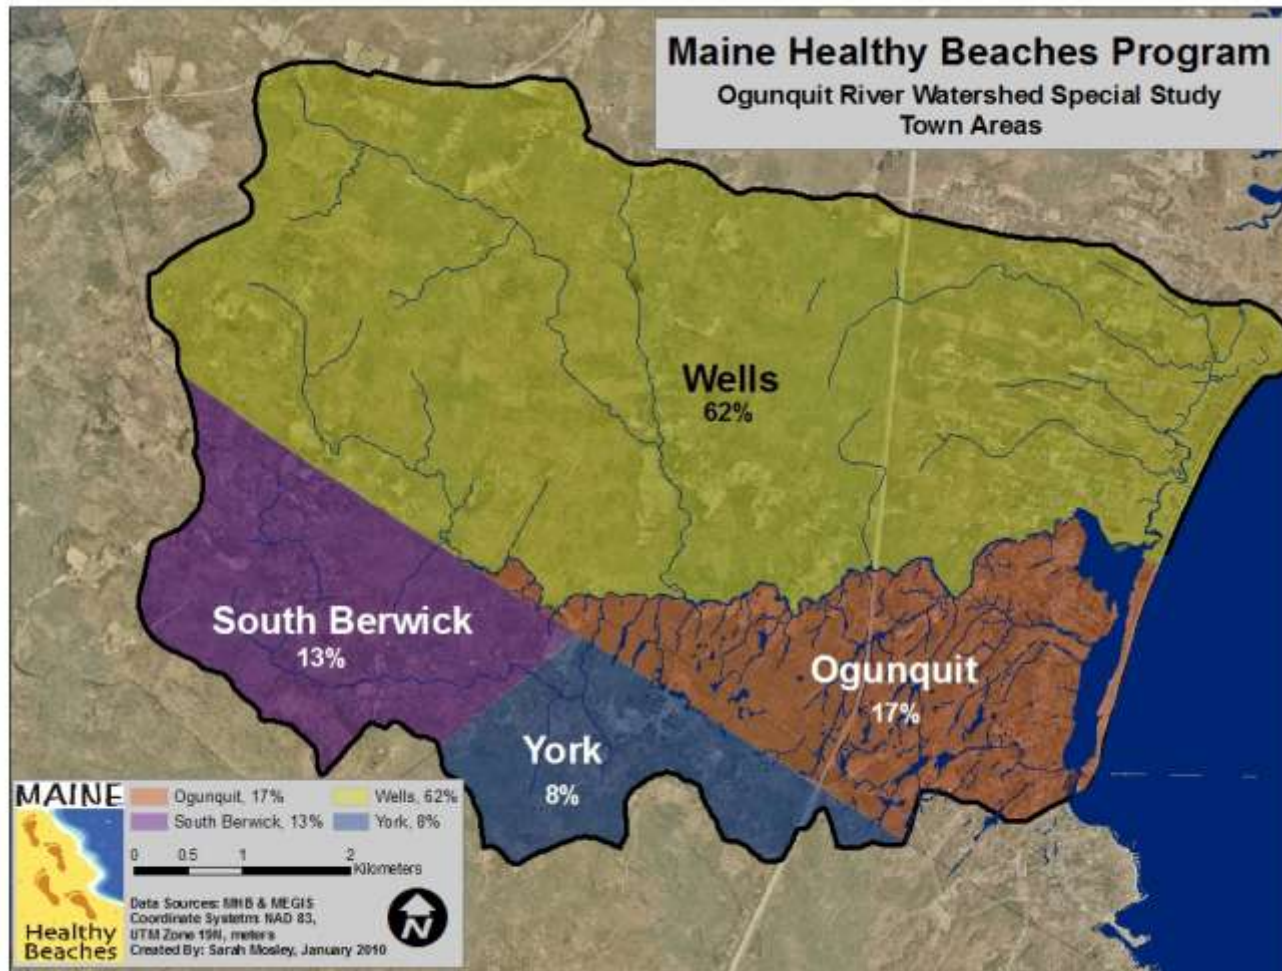 Maine Healthy Beaches Program
Ogunquit River Watershed Special Study
Town Areas
Wells
62%
South Berwick
13%
Ogunquit
17%
York
8%
MAINE
Healthy
Beaches
Ogunquit, 17%
Wells, 62%
South Berwick, 13%
York, 8%
0 0.5 1 2
Kilometers
Data Sources: MHB & MEGIS
Coordinate Systetm: NAD 83,
UTM Zone 19N, meters
Created By: Sarah Mosley, January 2010
N